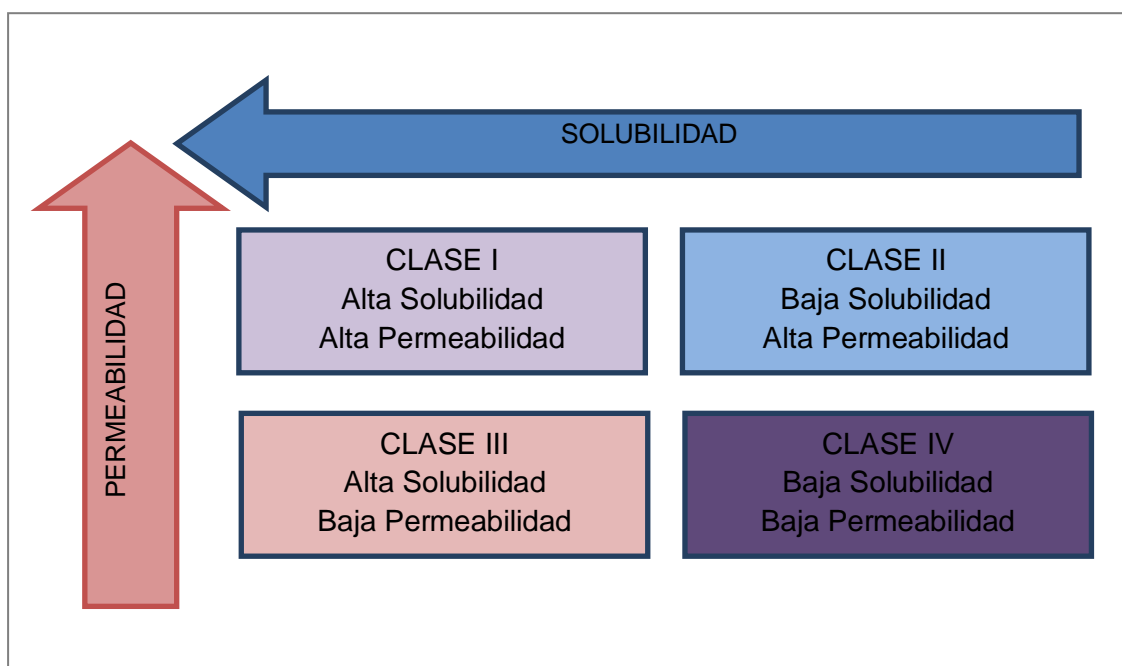 SOLUBILIDAD
PERMEABILIDAD
CLASE I
Alta Solubilidad
Alta Permeabilidad
CLASE II
Baja Solubilidad
Alta Permeabilidad
CLASE III
Alta Solubilidad
Baja Permeabilidad
CLASE IV
Baja Solubilidad
Baja Permeabilidad